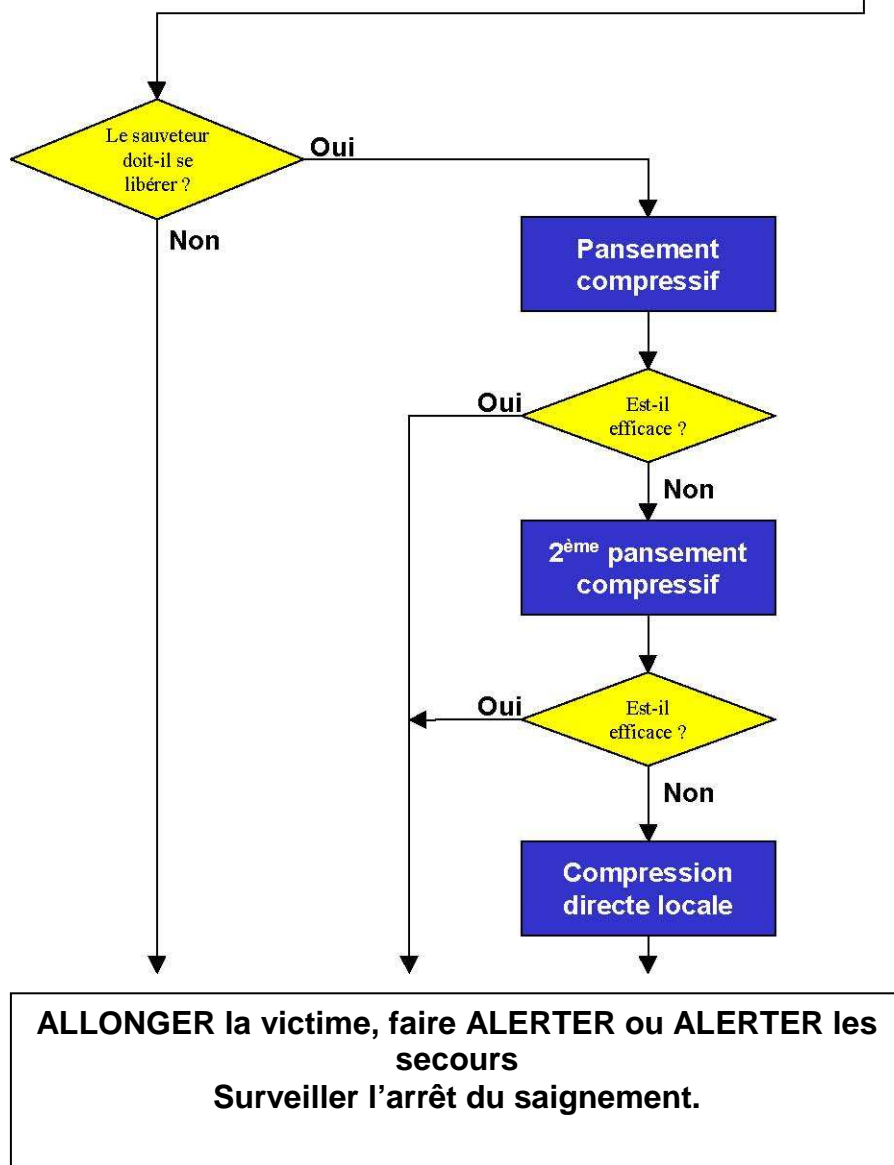 Le sauveteur
doit-il se
libérer ?
Oui
Non
Pansement
compressif
Oui
Est-il
efficace ?
Non
2ème pansement
compressif
Oui
Est-il
efficace ?
Non
Compression
directe locale
ALLONGER la victime, faire ALERTER ou ALERTER les
secours
Surveiller l’arrêt du saignement.